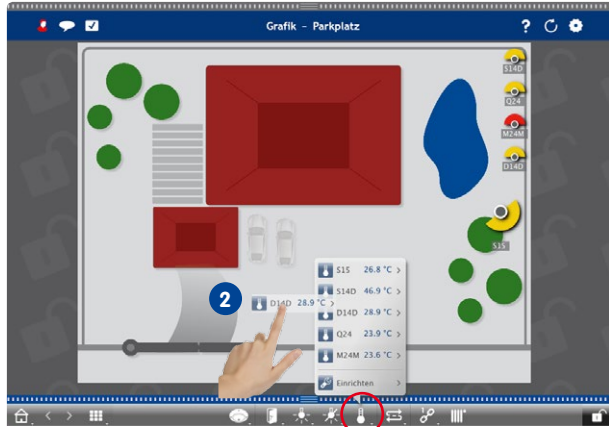 Grafik – Parkplatz
?
S14D
Q24
M24M
D14D
S15
S15 26.8 °C >
S14D 46.9 °C >
2
D14D 28.9 °C >
D14D 28.9 °C >
Q24 23.9 °C >
M24M 23.6 °C >
Einrichten >